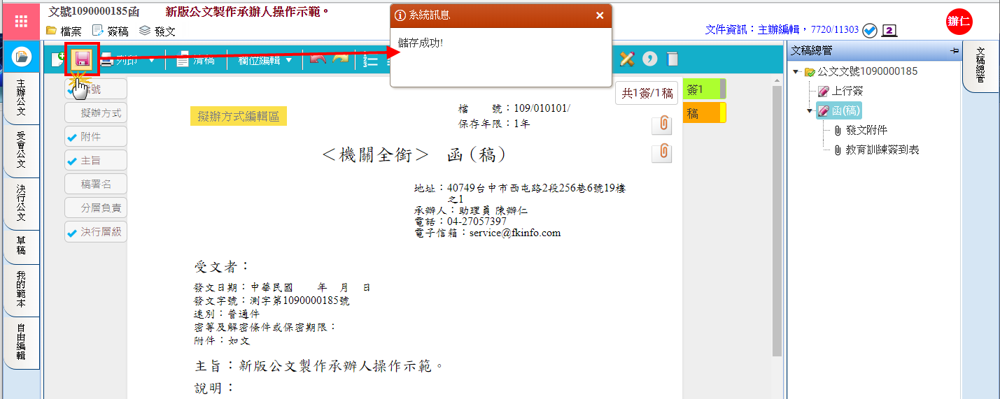 文號1090000185函 新版公文製作承辦人操作示範。
檔案 簽稿 發文
系統訊息
儲存成功!
文件資訊：主辦編輯，7720/11303 2
辦仁
列印 清稿 欄位編輯
主辦公文
受會公文
決行公文
草稿
我的範本
自由編輯
擬辦方式
附件
主旨
稿署名
分層負責
決行層級
擬辦方式編輯區
檔 號：109/010101/
保存年限：1年
＜機關全銜＞ 函（稿）
地址：40749台中市西屯路2段256巷6號19樓
之1
承辦人：助理員 陳辦仁
電話：04-27057397
電子信箱：service@fkinfo.com
受文者：
發文日期：中華民國 年 月 日
發文字號：測字第1090000185號
速別：普通件
密等及解密條件或保密期限：
附件：如文
主旨：新版公文製作承辦人操作示範。
說明：
共1簽/1稿
簽1
稿
文稿總管
公文文號1090000185
上行簽
函(稿)
發文附件
教育訓練簽到表
文稿總管